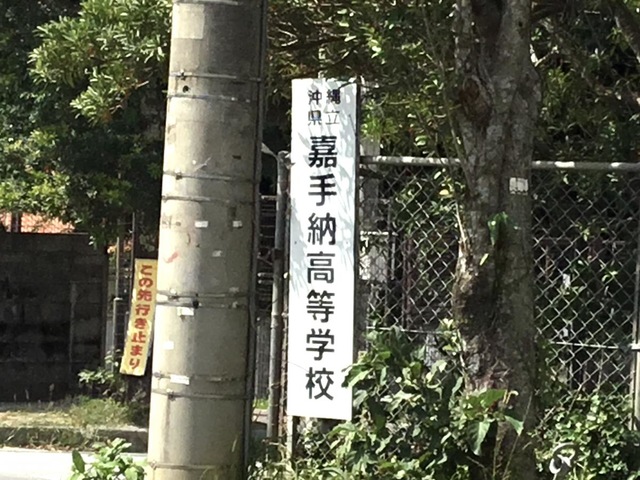 沖縄
県立
嘉手納高等学校
この先行き止まり